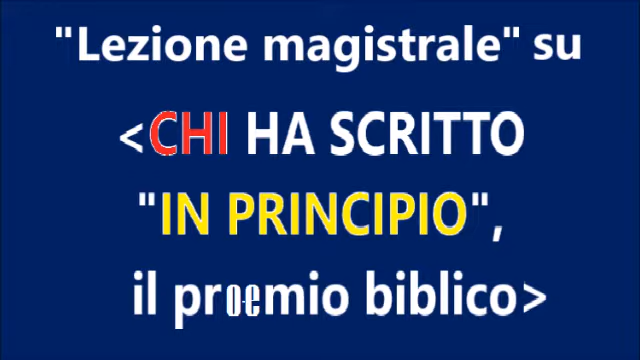 "Lezione magistrale" su
<CHI HA SCRITTO
"IN PRINCIPIO",
il proemio biblico>